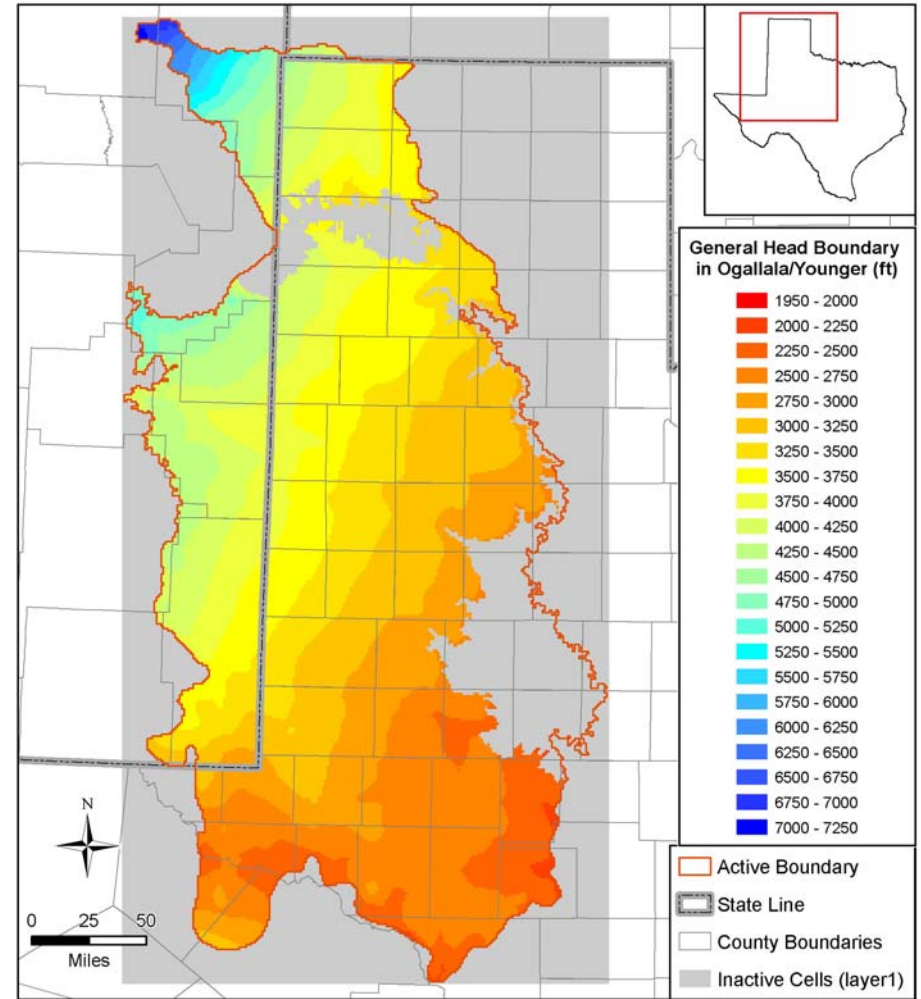 General Head Boundary
in Ogallala/Younger (ft)
1950 - 2000
2000 - 2250
2250 - 2500
2500 - 2750
2750 - 3000
3000 - 3250
3250 - 3500
3500 - 3750
3750 - 4000
4000 - 4250
4250 - 4500
4500 - 4750
4750 - 5000
5000 - 5250
5250 - 5500
5500 - 5750
5750 - 6000
6000 - 6250
6250 - 6500
6500 - 6750
6750 - 7000
7000 - 7250
Active Boundary
State Line
County Boundaries
Inactive Cells (layer1)
N
0 25 50
Miles